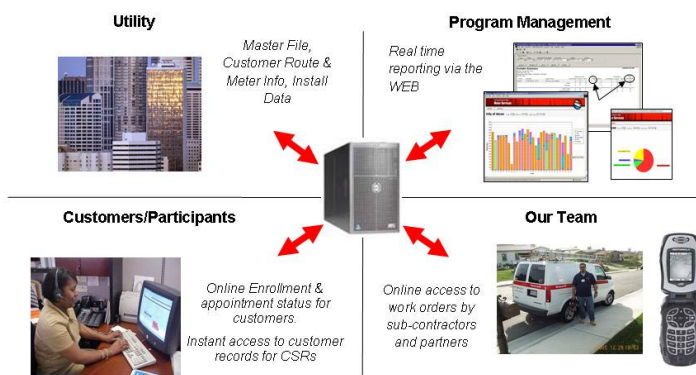 Utility
Master File,
Customer Route &
Meter Info, Install
Data
Program Management
Real time
reporting via the
WEB
Customers/Participants
Online Enrollment &
appointment status for
customers.
Instant access to customer
records for CSRs
Our Team
Online access to
work orders by
sub-contractors
and partners